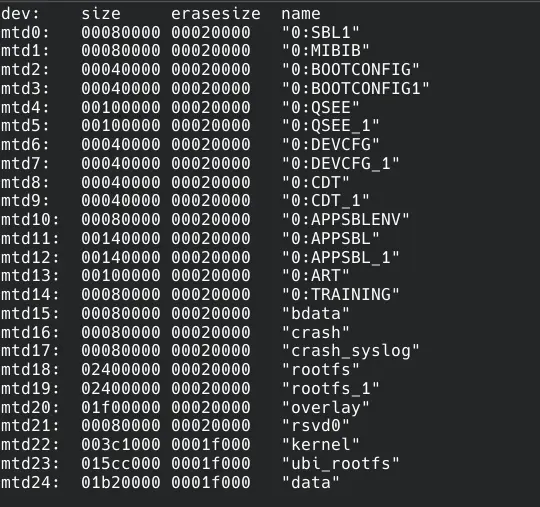 dev:    size   erasesize  name
mtd0:   00080000 00020000   "0:SBL1"
mtd1:   00080000 00020000   "0:MIBIB"
mtd2:   00040000 00020000   "0:BOOTCONFIG"
mtd3:   00040000 00020000   "0:BOOTCONFIG1"
mtd4:   00100000 00020000   "0:QSEE"
mtd5:   00100000 00020000   "0:QSEE_1"
mtd6:   00040000 00020000   "0:DEVCFG"
mtd7:   00040000 00020000   "0:DEVCFG_1"
mtd8:   00040000 00020000   "0:CDT"
mtd9:   00040000 00020000   "0:CDT_1"
mtd10:  00080000 00020000   "0:APPSBLENV"
mtd11:  00140000 00020000   "0:APPSBL"
mtd12:  00140000 00020000   "0:APPSBL_1"
mtd13:  00100000 00020000   "0:ART"
mtd14:  00080000 00020000   "0:TRAINING"
mtd15:  00080000 00020000   "bdata"
mtd16:  00080000 00020000   "crash"
mtd17:  00080000 00020000   "crash_syslog"
mtd18:  02400000 00020000   "rootfs"
mtd19:  02400000 00020000   "rootfs_1"
mtd20:  01f00000 00020000   "overlay"
mtd21:  00080000 00020000   "rsvd0"
mtd22:  003c1000 0001f000   "kernel"
mtd23:  015cc000 0001f000   "ubi_rootfs"
mtd24:  01b20000 0001f000   "data"